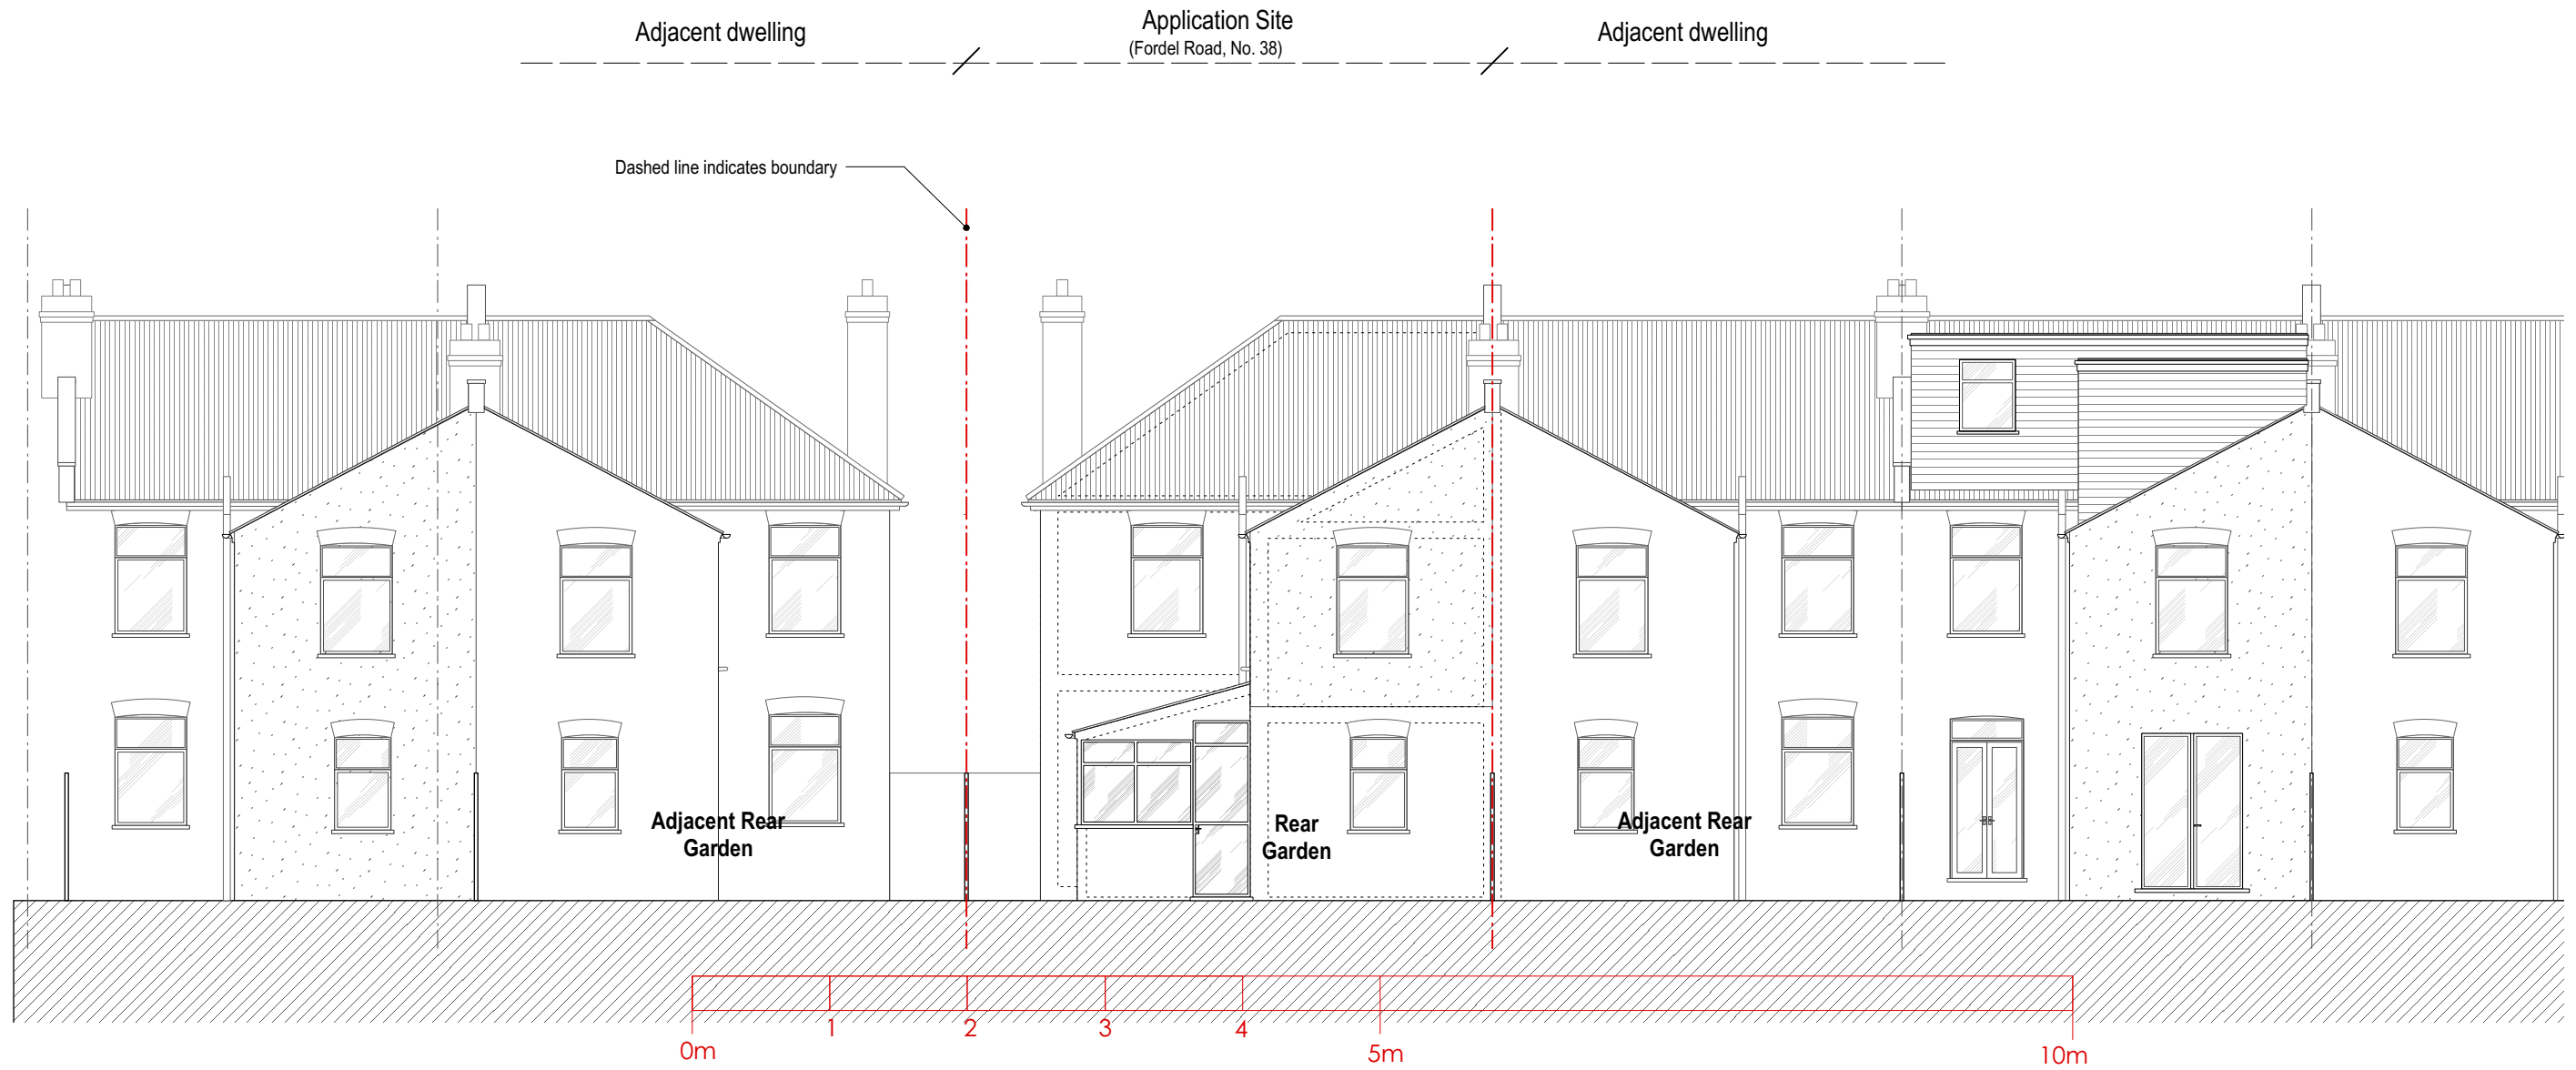 Adjacent dwelling
Application Site
(Fordel Road, No. 38)
Adjacent dwelling
Dashed line indicates boundary
Adjacent Rear
Garden
Rear
Garden
Adjacent Rear
Garden
0m
1
2
3
4
5m
10m